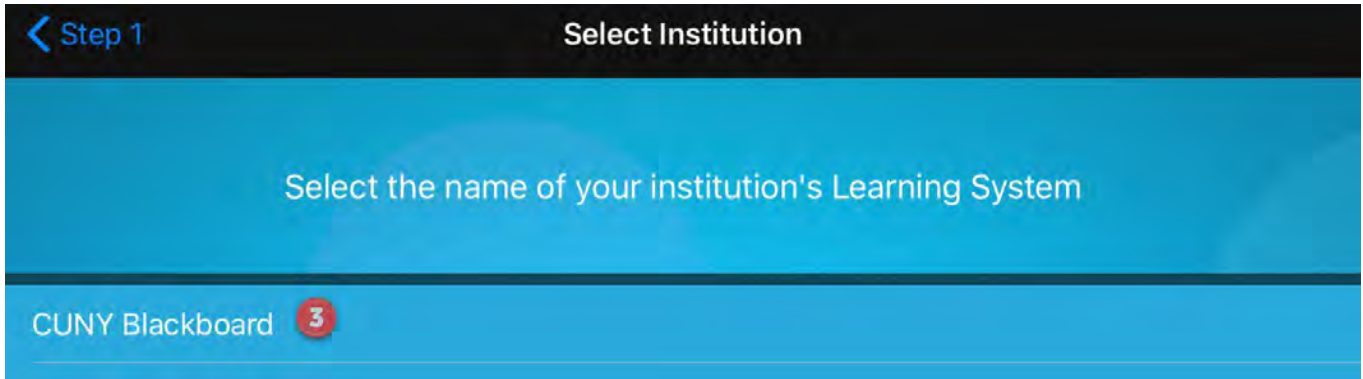 Step 1
Select Institution
Select the name of your institution's Learning System
CUNY Blackboard 3